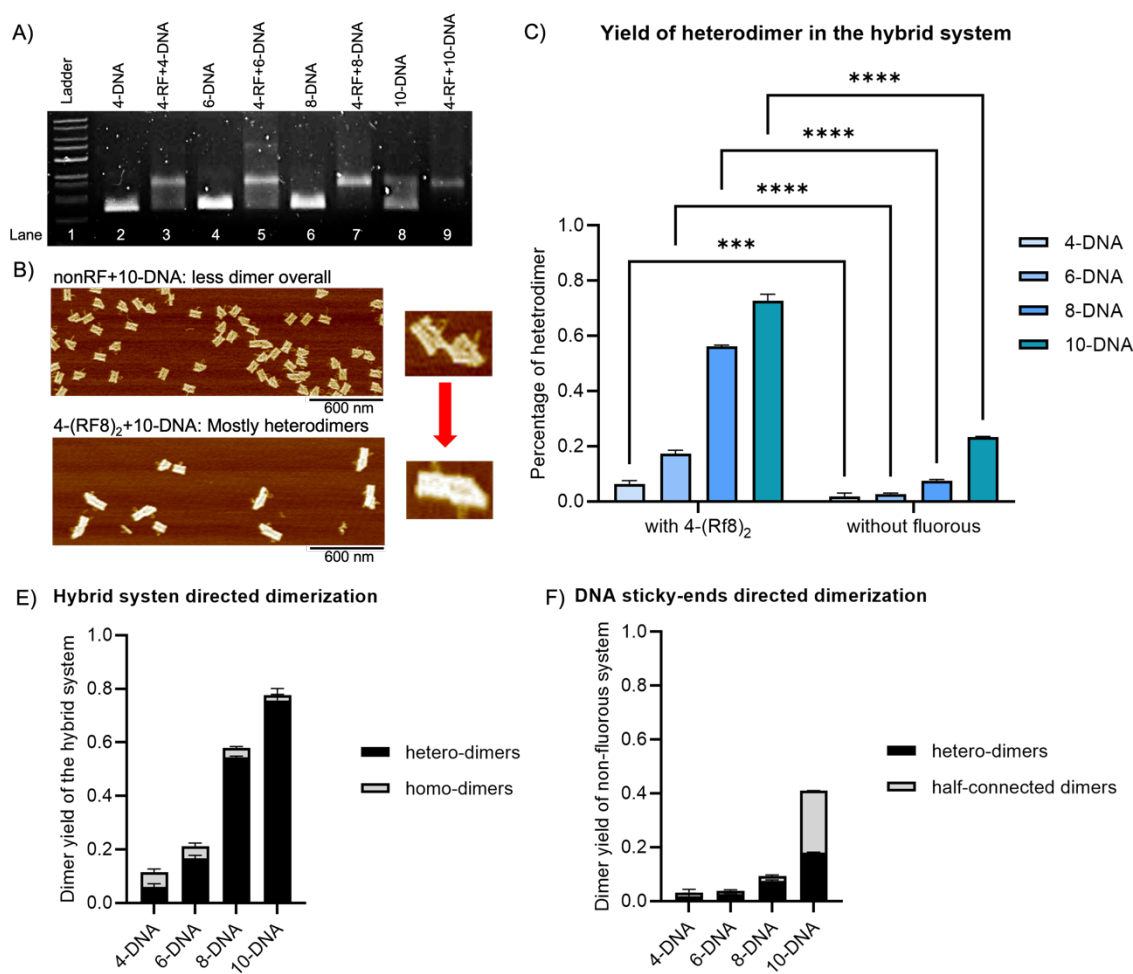 A)
Ladder
4-DNA
4-RF+4-DNA
6-DNA
4-RF+6-DNA
8-DNA
4-RF+8-DNA
10-DNA
4-RF+10-DNA
Lane 1 2 3 4 5 6 7 8 9
B)
nonRF+10-DNA: less dimer overall
600 nm
4-(RF8)₂+10-DNA: Mostly heterodimers
600 nm
C) Yield of heterodimer in the hybrid system
****
****
****
***
Percentage of hetetrodimer
1.0
0.8
0.6
0.4
0.2
0.0
with 4-(Rf8)₂ without fluorous
4-DNA
6-DNA
8-DNA
10-DNA
E) Hybrid systen directed dimerization
Dimer yield of the hybrid system
1.0
0.8
0.6
0.4
0.2
0.0
4-DNA
6-DNA
8-DNA
10-DNA
hetero-dimers
homo-dimers
F) DNA sticky-ends directed dimerization
Dimer yield of non-fluorous system
1.0
0.8
0.6
0.4
0.2
0.0
4-DNA
6-DNA
8-DNA
10-DNA
hetero-dimers
half-connected dimers